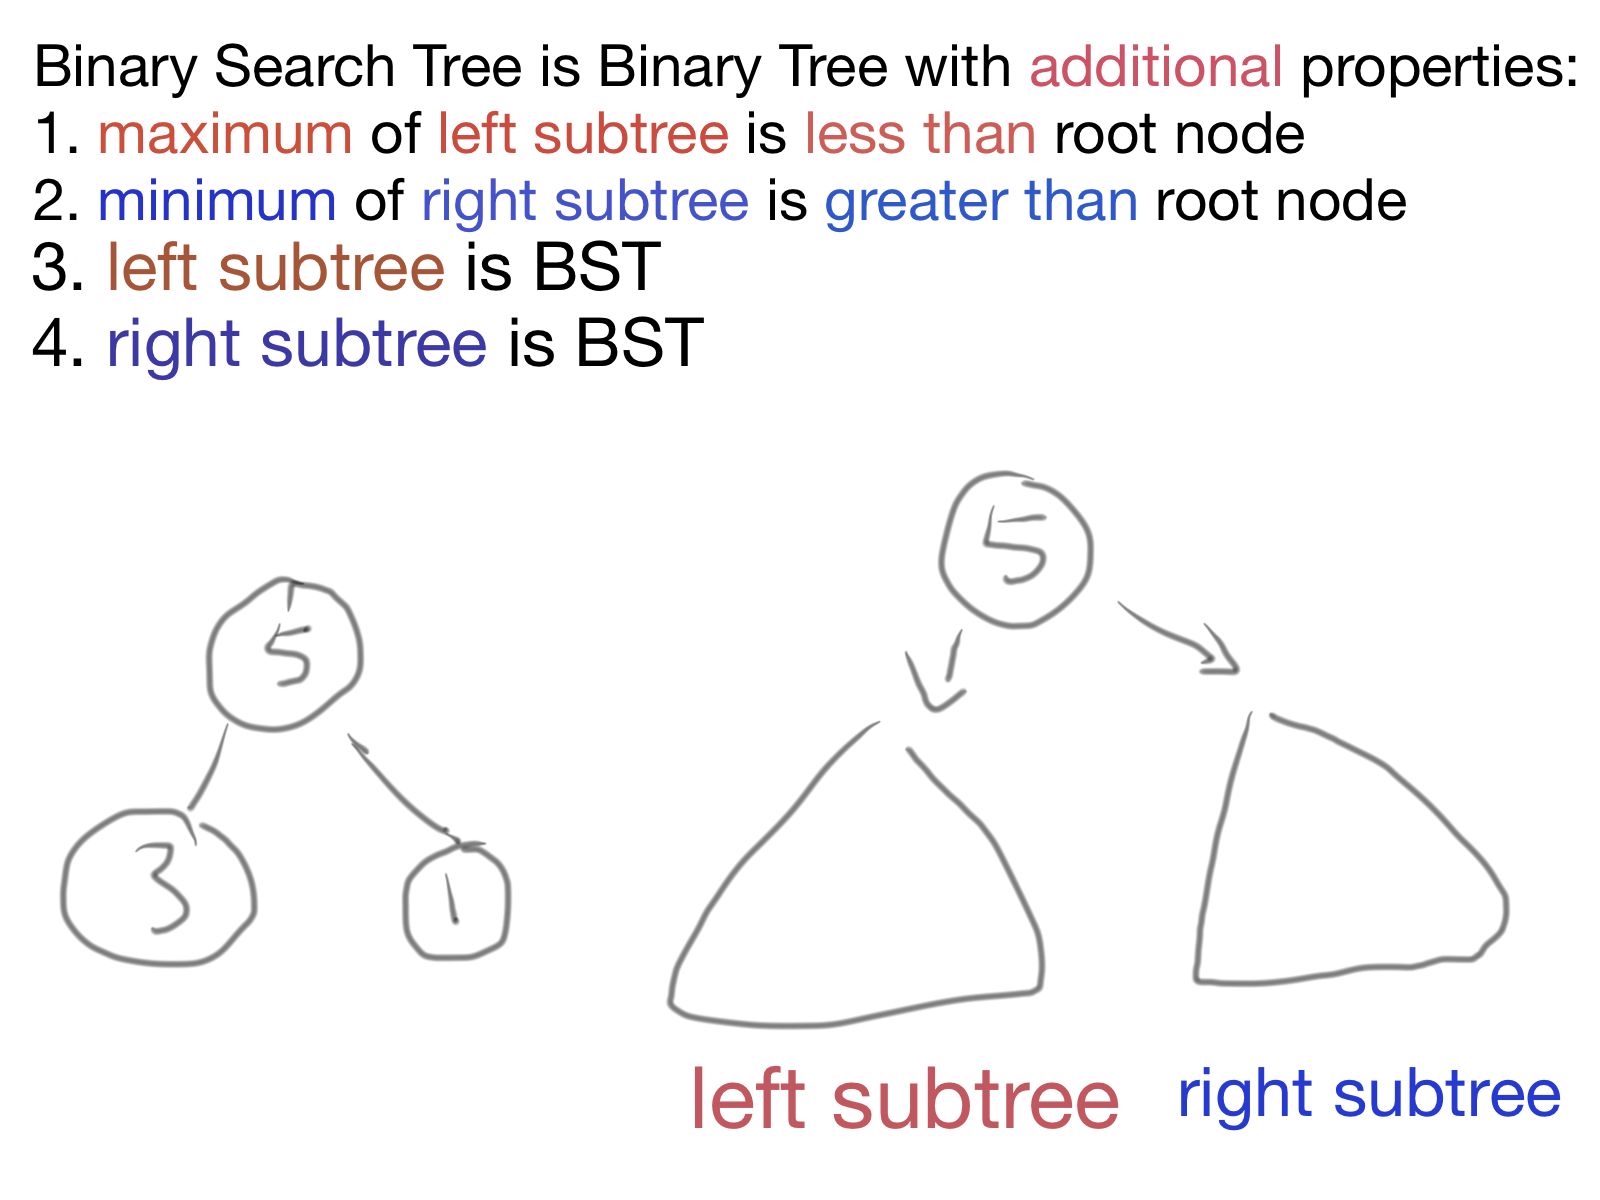 Binary Search Tree is Binary Tree with additional properties:
1. maximum of left subtree is less than root node
2. minimum of right subtree is greater than root node
3. left subtree is BST
4. right subtree is BST
5
5
3
1
left subtree
right subtree